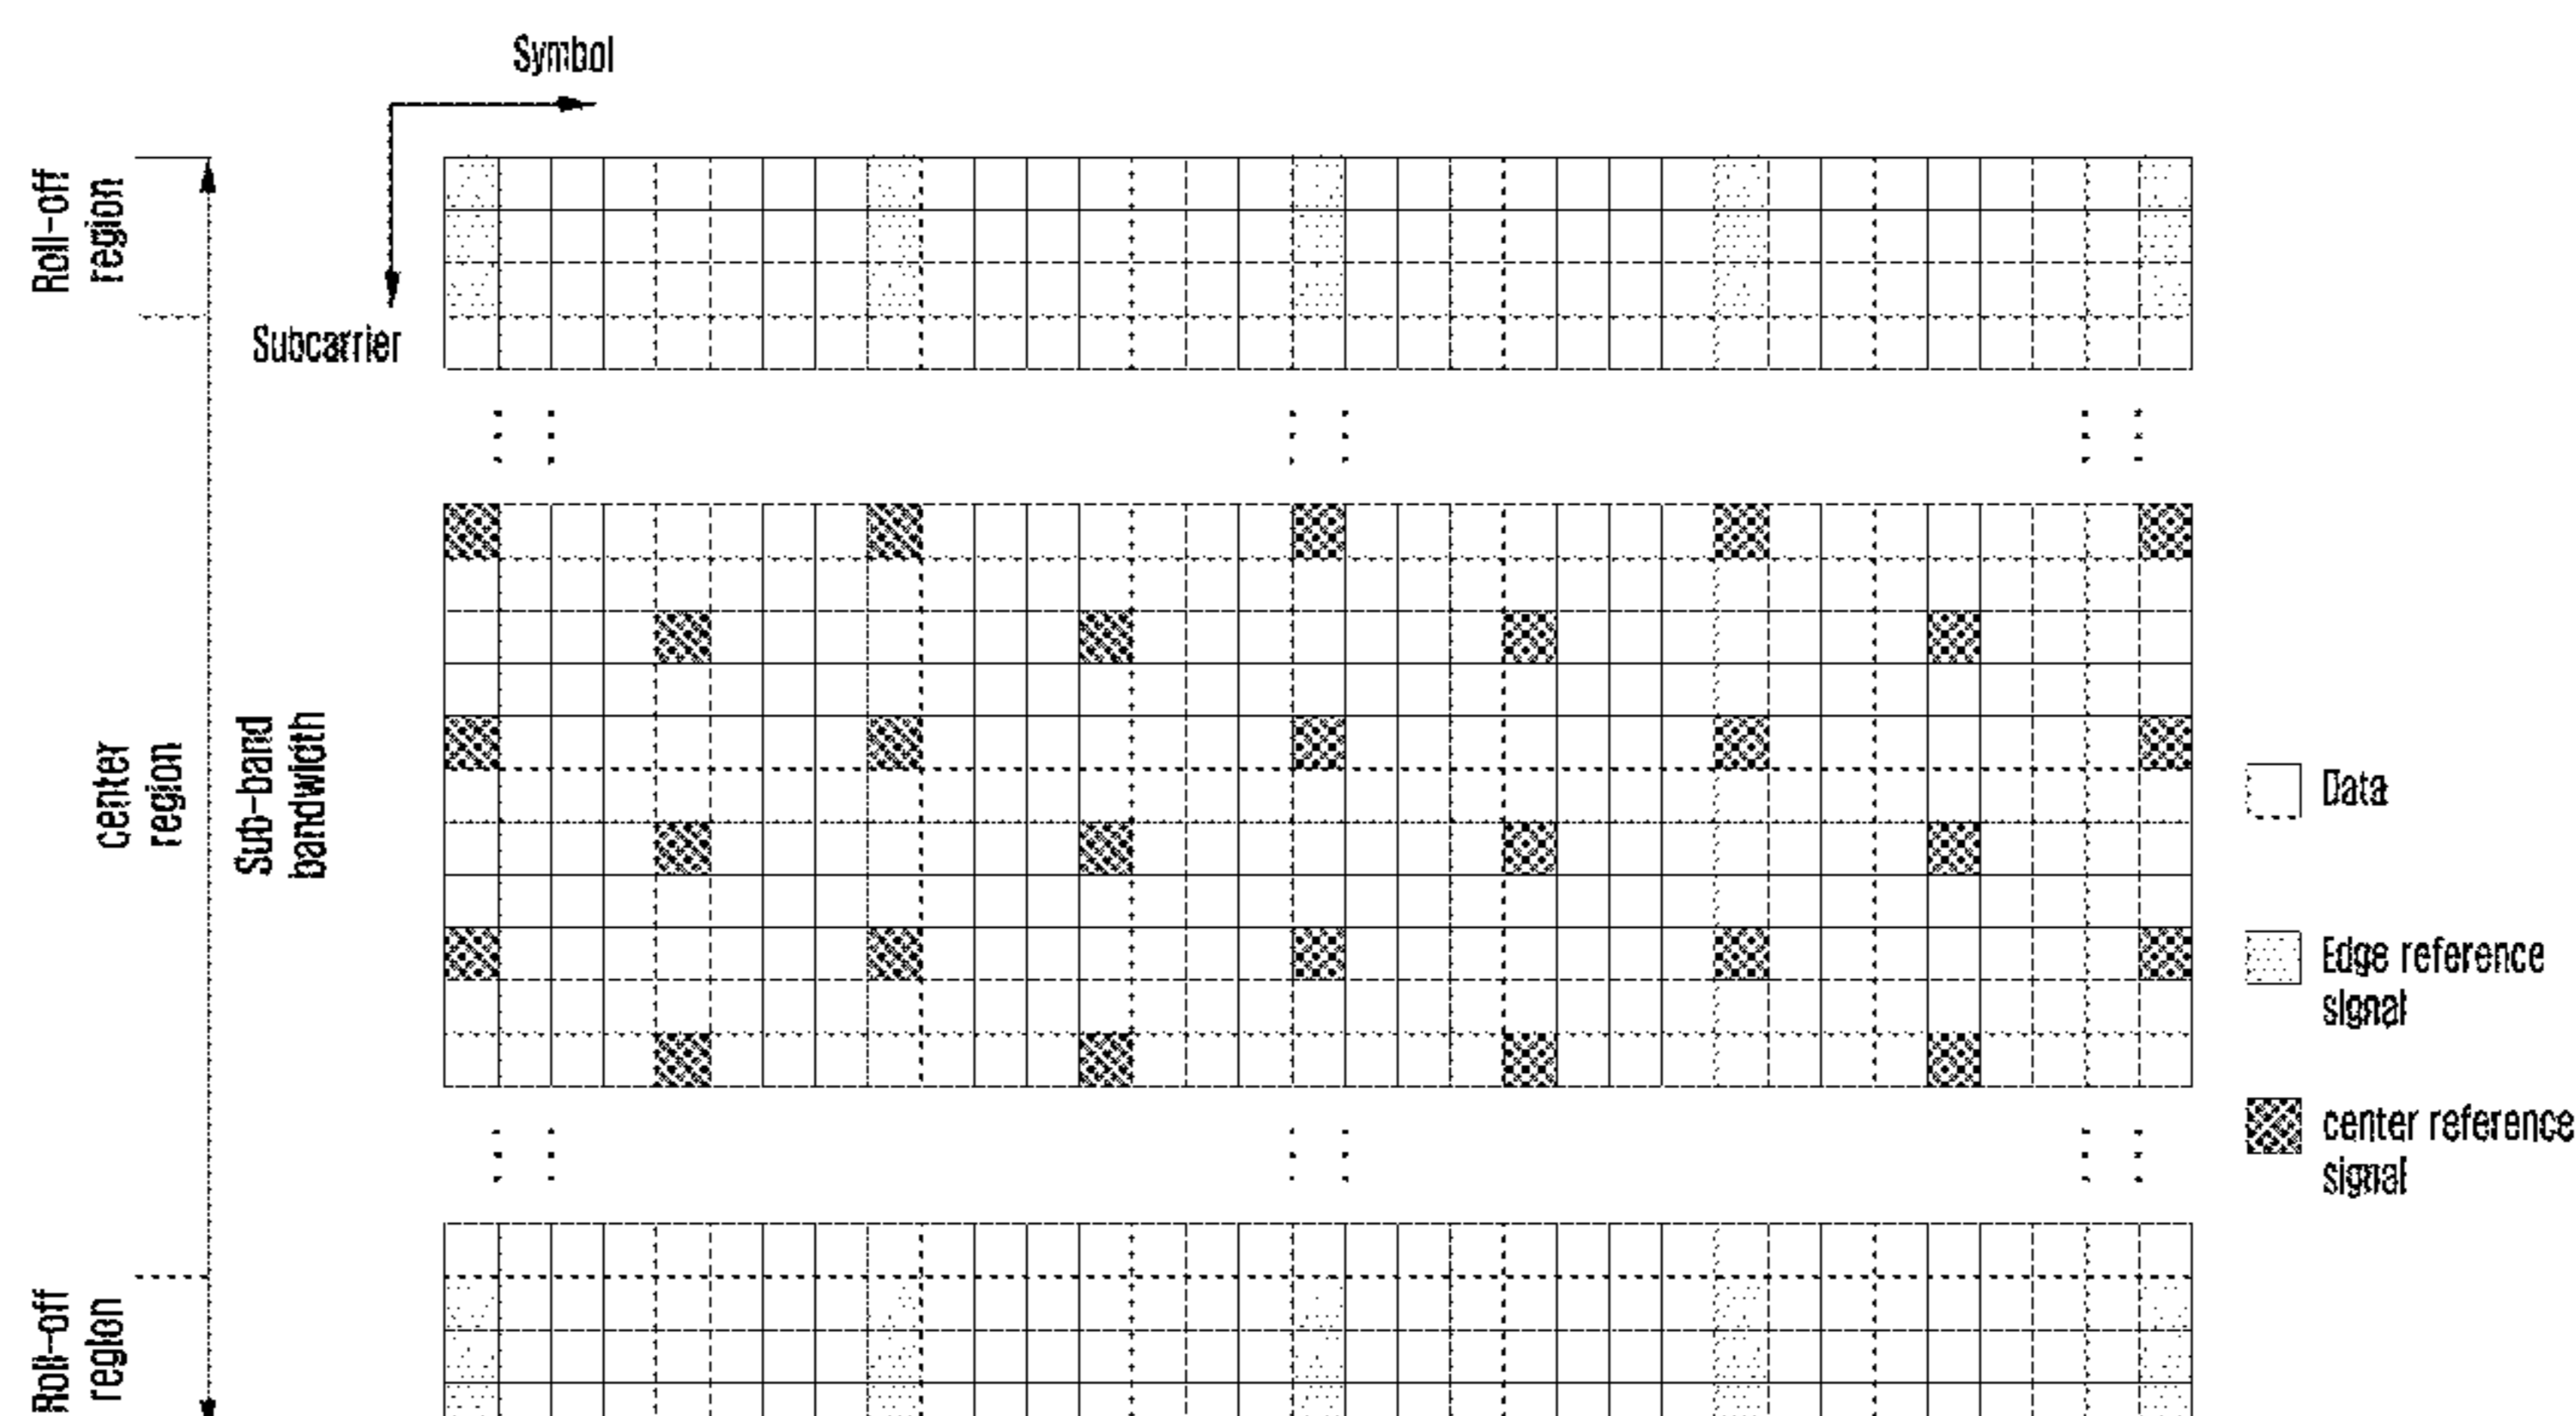 Symbol
Roll-off
region
Subcarrier
center
region
Sub-band
bandwidth
Data
Edge reference
signal
center reference
signal
Roll-off
region